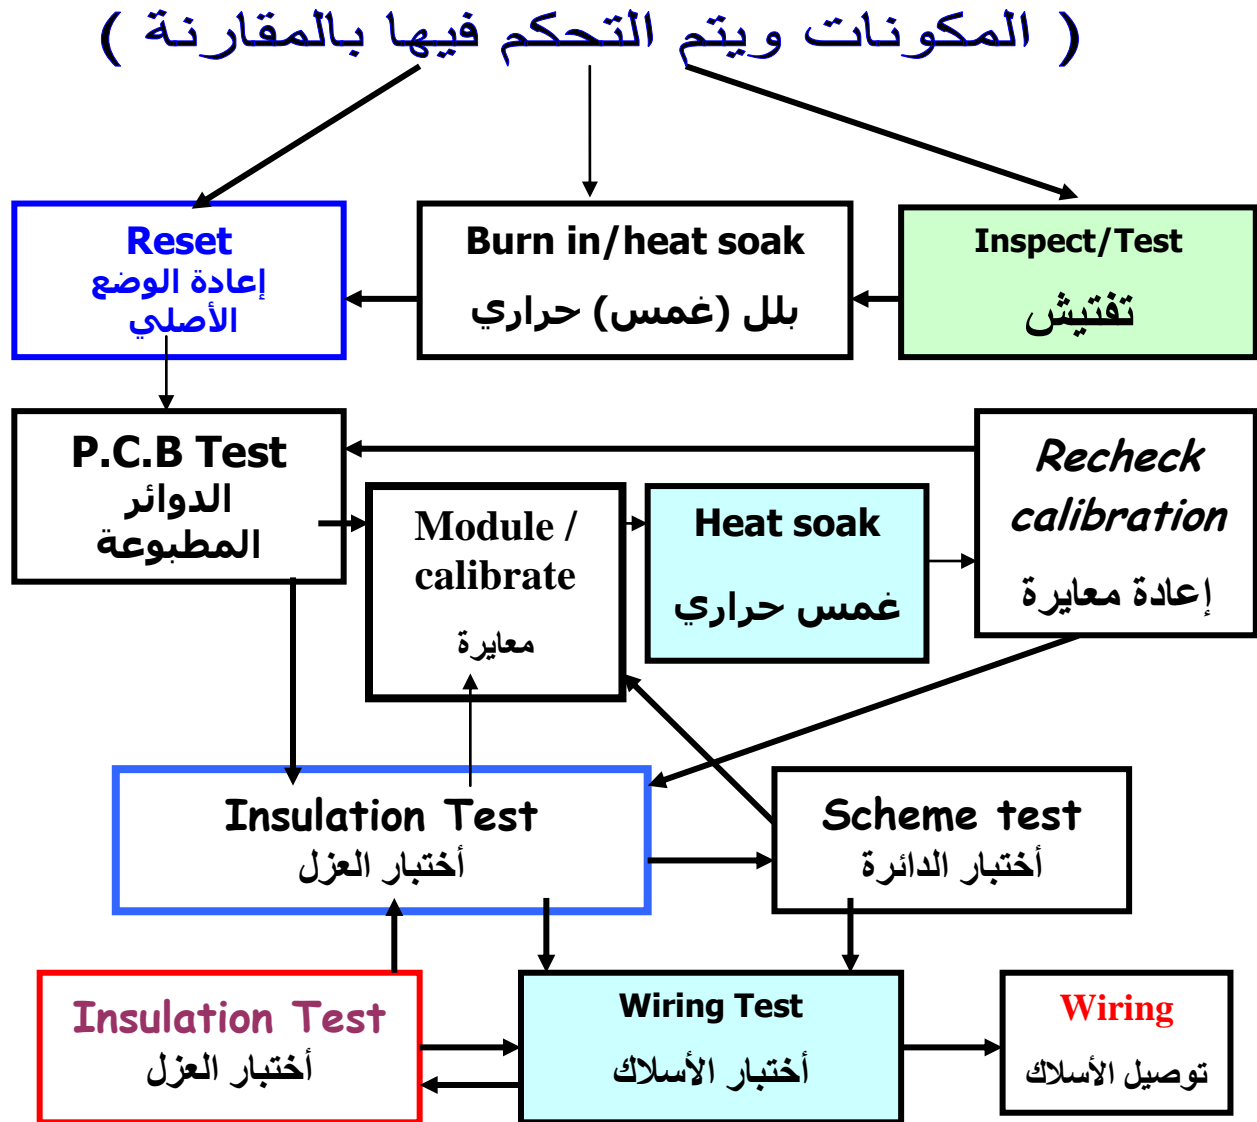 ( المكونات ويتم التحكم فيها بالمقارنة )
Reset
إعادة الوضع
الأصلي
Burn in/heat soak
بلل (غمس) حراري
Inspect/Test
تفتيش
P.C.B Test
الدوائر
المطبوعة
Module /
calibrate
معايرة
Heat soak
غمس حراري
Recheck
calibration
إعادة معايرة
Insulation Test
أختبار العزل
Scheme test
أختبار الدائرة
Insulation Test
أختبار العزل
Wiring Test
أختبار الأسلاك
Wiring
توصيل الأسلاك